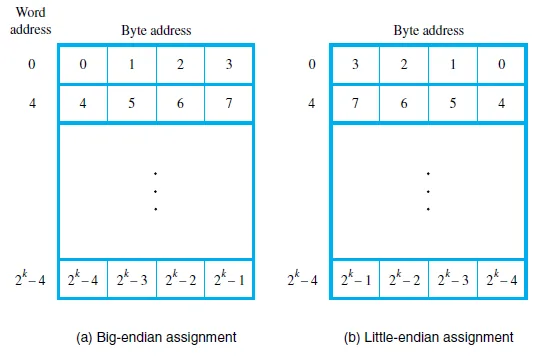 Word
address
Byte address
Byte address
0 0 1 2 3
0 3 2 1 0
4 4 5 6 7
4 7 6 5 4
2^k – 4 2^k – 4 2^k – 3 2^k – 2 2^k – 1
2^k – 4 2^k – 1 2^k – 2 2^k – 3 2^k – 4
(a) Big-endian assignment
(b) Little-endian assignment